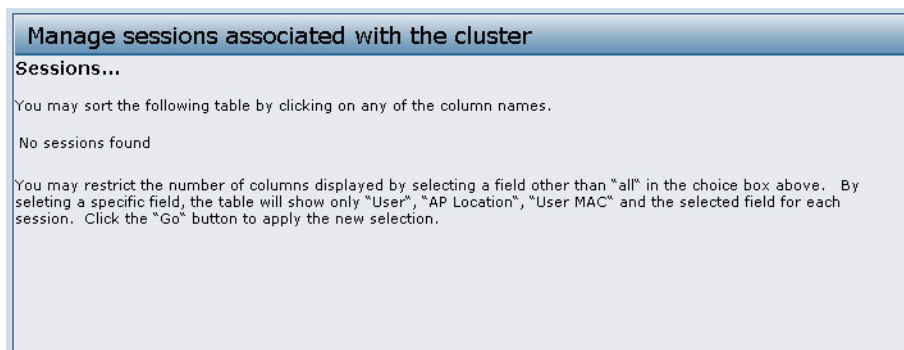 Manage sessions associated with the cluster
Sessions...
You may sort the following table by clicking on any of the column names.
No sessions found
You may restrict the number of columns displayed by selecting a field other than "all" in the choice box above.  By
seleting a specific field, the table will show only "User", "AP Location", "User MAC" and the selected field for each
session.  Click the "Go" button to apply the new selection.